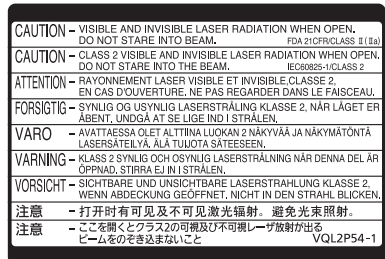 CAUTION – VISIBLE AND INVISIBLE LASER RADIATION WHEN OPEN.
DO NOT STARE INTO BEAM. FDA 21CFR/CLASS II (IIa)
CAUTION – CLASS 2 VISIBLE AND INVISIBLE LASER RADIATION WHEN OPEN.
DO NOT STARE INTO THE BEAM. IEC60825-1/CLASS 2
ATTENTION – RAYONNEMENT LASER VISIBLE ET INVISIBLE,CLASSE 2,
EN CAS D'OUVERTURE. NE PAS REGARDER DANS LE FAISCEAU.
FORSIGTIG – SYNLIG OG USYNLIG LASERSTRÅLING KLASSE 2, NÅR LÅGET ER
ÅBENT, UNDGÅ AT SE LIGE IND I STRÅLEN.
VARO – AVATTAESSA OLET ALTTIINA LUOKAN 2 NÄKYVÄÄ JA NÄKYMÄTÖNTÄ
LASERSÄTEILYÄ. ÄLÄ TUIJOTA SÄTEESEEN.
VARNING – KLASS 2 SYNLIG OCH OSYNLIG LASERSTRÅLNING NÄR DENNA DEL ÄR
ÖPPNAD, STIRRA EJ IN I STRÅLEN.
VORSICHT – SICHTBARE UND UNSICHTBARE LASERSTRAHLUNG KLASSE 2,
WENN ABDECKUNG GEÖFFNET, NICHT IN DEN STRAHL BLICKEN.
注意 – 打开时有可见及不可见激光辐射。避免光束照射。
注意 – ここを開くとクラス2の可視及び不可視レーザ放射が出る
ビームをのぞき込まないこと VQL2P54-1